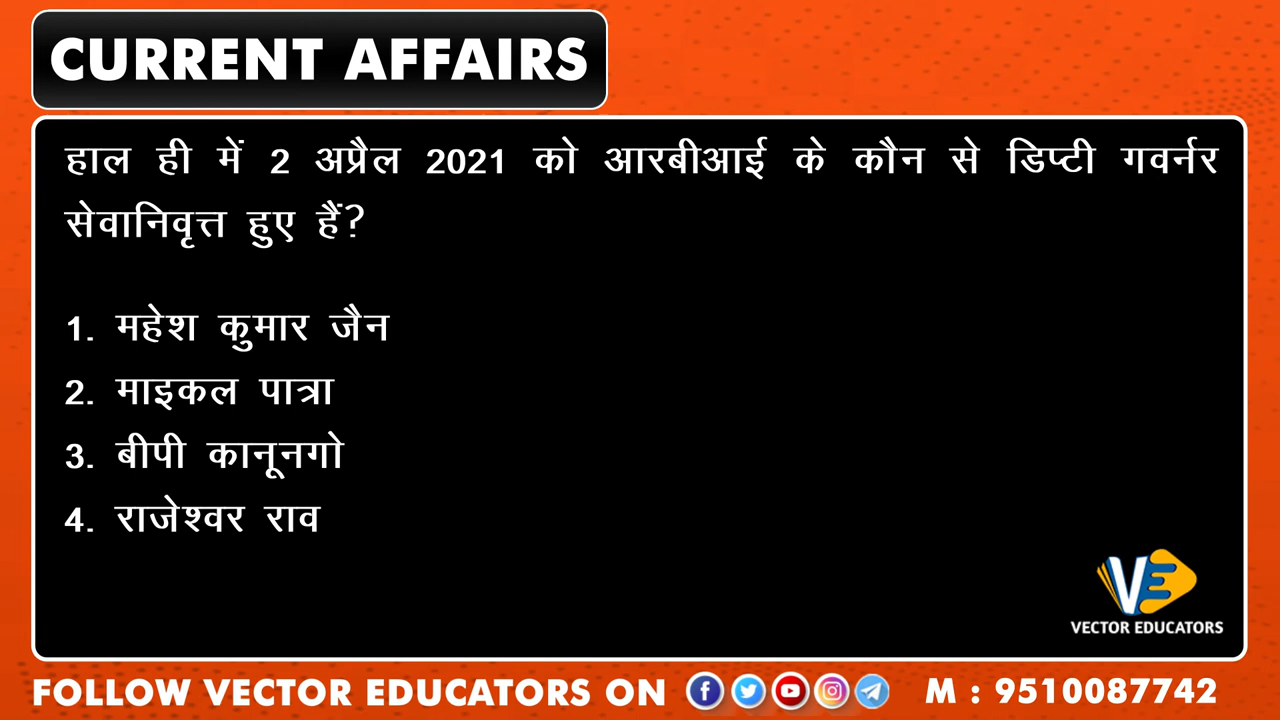 CURRENT AFFAIRS
हाल ही में 2 अप्रैल 2021 को आरबीआई के कौन से डिप्टी गवर्नर
सेवानिवृत्त हुए हैं?
1. महेश कुमार जैन
2. माइकल पात्रा
3. बीपी कानूनगो
4. राजेश्वर राव
VE
VECTOR EDUCATORS
FOLLOW VECTOR EDUCATORS ON M : 9510087742